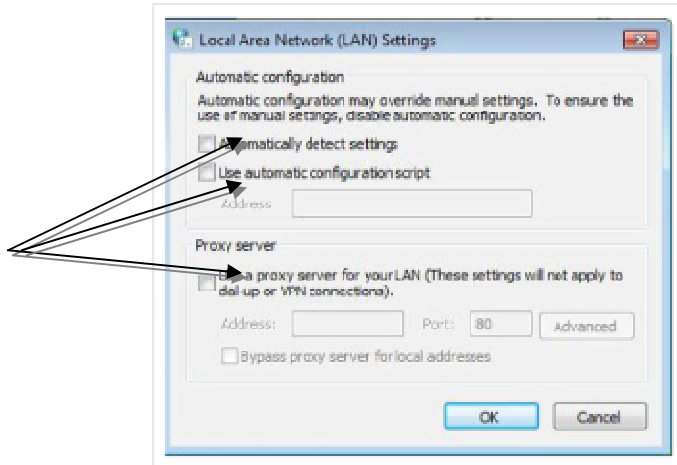 Local Area Network (LAN) Settings
Automatic configuration
Automatic configuration may override manual settings. To ensure the
use of manual settings, disable automatic configuration.
Automatically detect settings
Use automatic configuration script
Address
Proxy server
a proxy server for your LAN (These settings will not apply to
dial-up or VPN connections).
Address: Port: 80 Advanced
Bypass proxy server for local addresses
OK Cancel